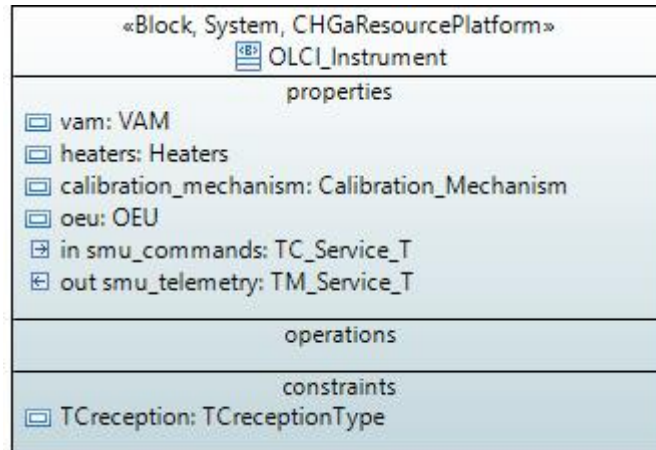 «Block, System, CHGaResourcePlatform»
«B» OLCI_Instrument
properties
vam: VAM
heaters: Heaters
calibration_mechanism: Calibration_Mechanism
oeu: OEU
in smu_commands: TC_Service_T
out smu_telemetry: TM_Service_T
operations
constraints
TCreception: TCreceptionType